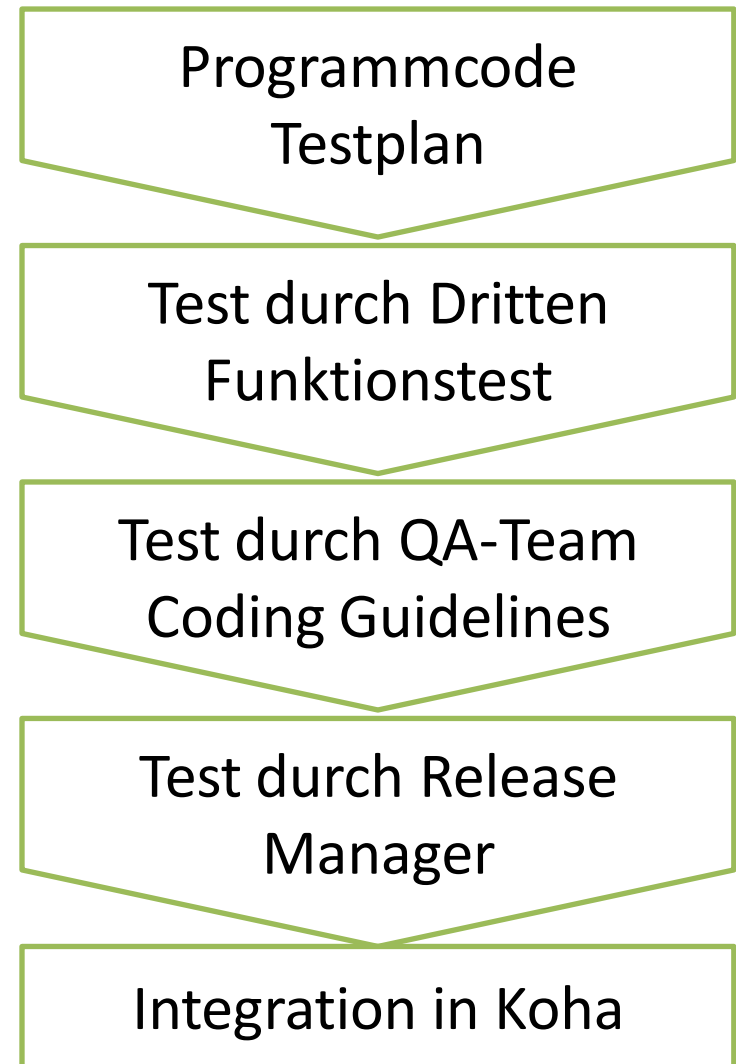 Programmcode
Testplan
Test durch Dritten
Funktionstest
Test durch QA-Team
Coding Guidelines
Test durch Release
Manager
Integration in Koha